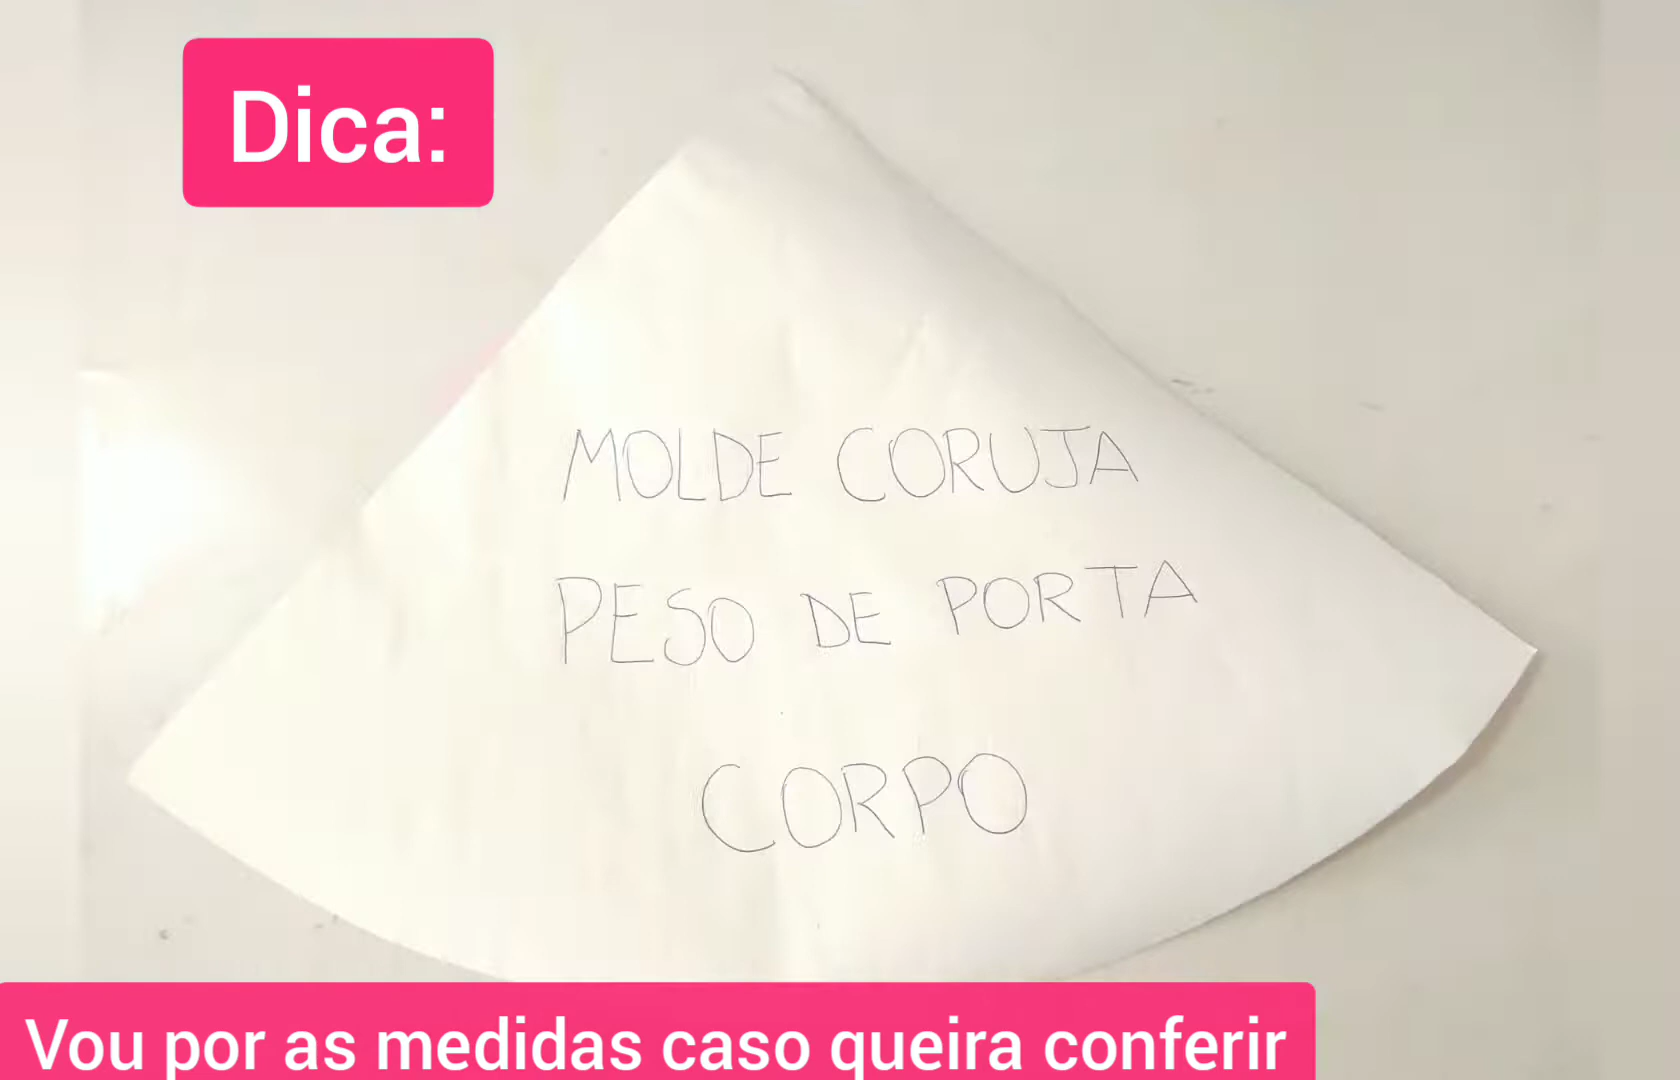 Dica:
MOLDE CORUJA
PESO DE PORTA
CORPO
Vou por as medidas caso queira conferir